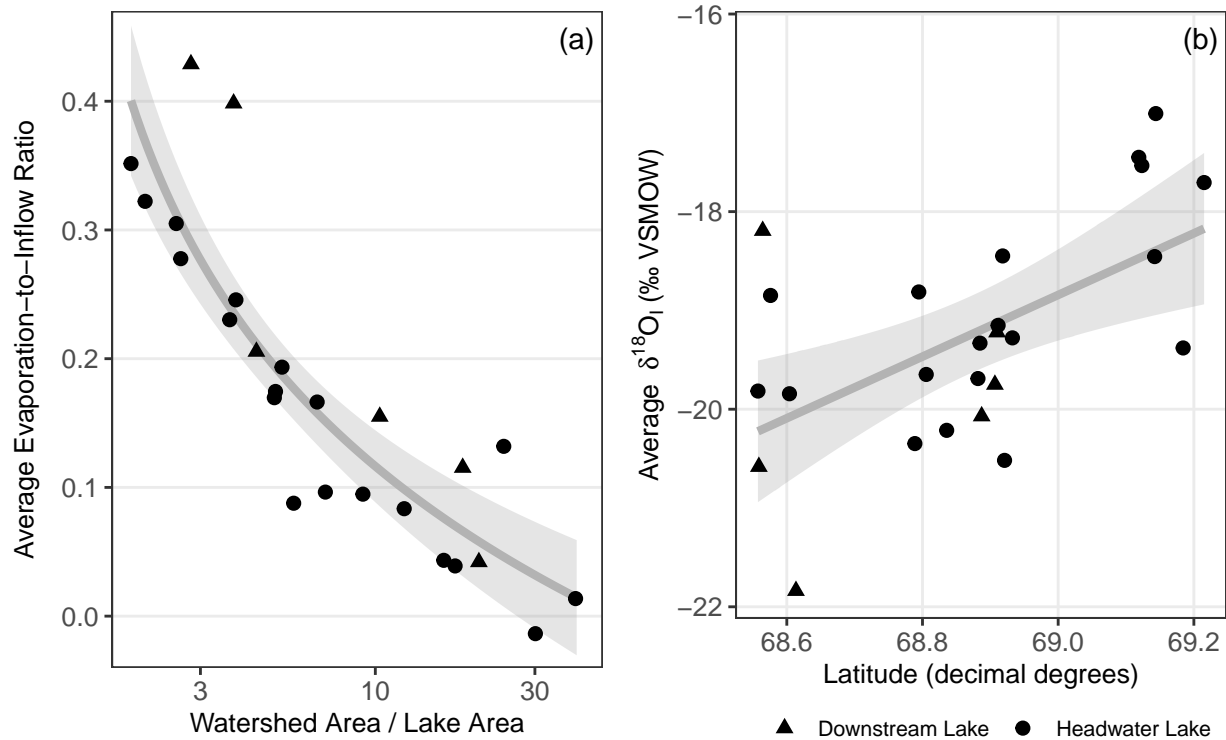 (a)
Average Evaporation−to−Inflow Ratio
0.4
0.3
0.2
0.1
0.0
3 10 30
Watershed Area / Lake Area
(b)
Average δ¹⁸O_I (‰ VSMOW)
−16
−18
−20
−22
68.6 68.8 69.0 69.2
Latitude (decimal degrees)
Downstream Lake Headwater Lake